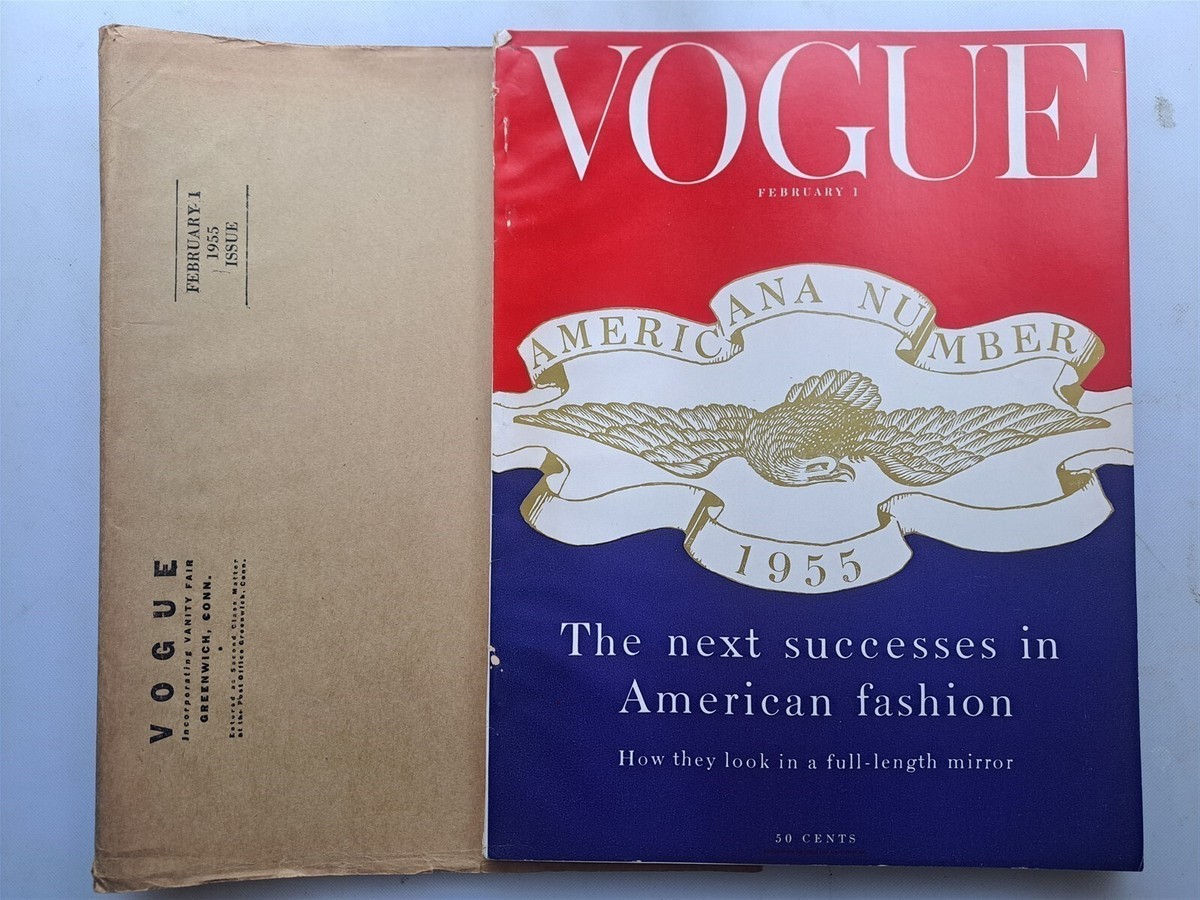 FEBRUARY 1
1955
ISSUE
VOGUE
Incorporating VANITY FAIR
GREENWICH, CONN.
Entered as Second Class Matter
at the Post Office Greenwich, Conn.
VOGUE
FEBRUARY 1
AMERICANA NUMBER
1955
The next successes in
American fashion
How they look in a full-length mirror
50 CENTS